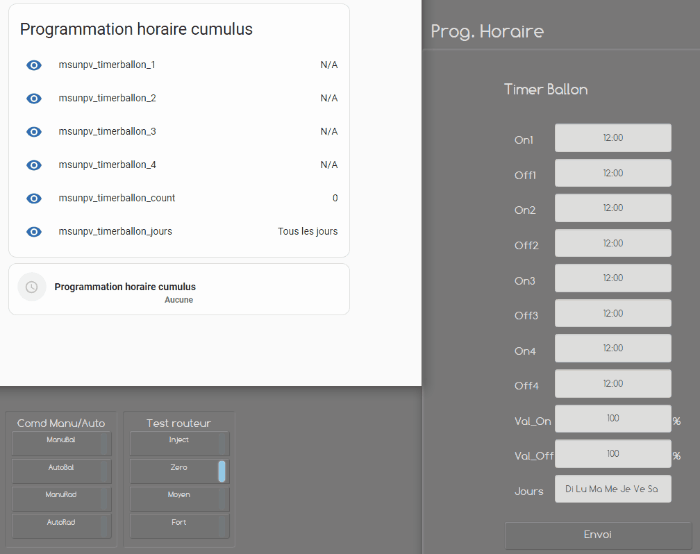 Programmation horaire cumulus
msunpv_timerballon_1 N/A
msunpv_timerballon_2 N/A
msunpv_timerballon_3 N/A
msunpv_timerballon_4 N/A
msunpv_timerballon_count 0
msunpv_timerballon_jours Tous les jours
Programmation horaire cumulus
Aucune
Comd Manu/Auto
ManuBal
AutoBal
ManuRad
AutoRad
Test routeur
Inject
Zero
Moyen
Fort
Prog. Horaire
Timer Ballon
On1 12:00
Off1 12:00
On2 12:00
Off2 12:00
On3 12:00
Off3 12:00
On4 12:00
Off4 12:00
Val_On 100 %
Val_Off 100 %
Jours Di Lu Ma Me Je Ve Sa
Envoi